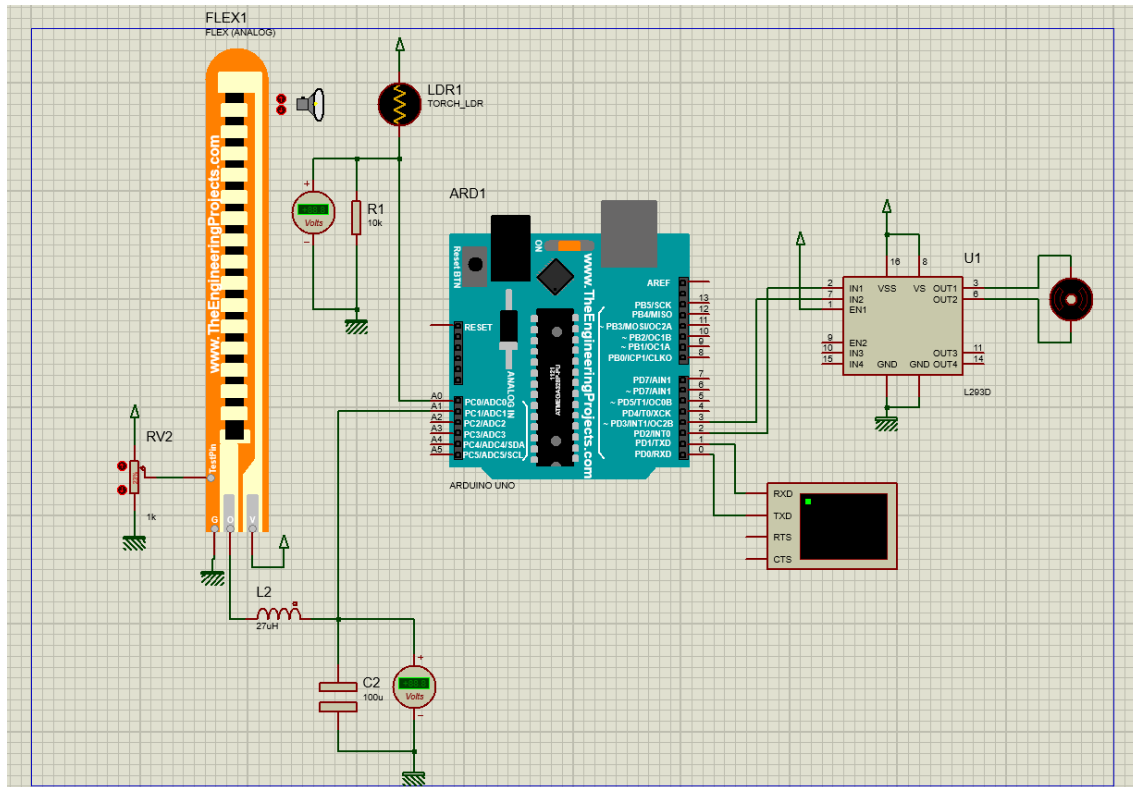 FLEX1
FLEX (ANALOG)
www.TheEngineeringProjects.com
TestPin
G
O
V
LDR1
TORCH_LDR
+
Volts
−
R1
10k
RV2
1k
L2
27uH
C2
100u
+
Volts
−
ARD1
Reset BTN
ON
www.TheEngineeringProjects.com
RESET
ANALOG IN
ATMEGA328P-PU
1121
A0
A1
A2
A3
A4
A5
PC0/ADC0
PC1/ADC1
PC2/ADC2
PC3/ADC3
PC4/ADC4/SDA
PC5/ADC5/SCL
AREF
PB5/SCK 13
PB4/MISO 12
~PB3/MOSI/OC2A 11
~ PB2/OC1B 10
~ PB1/OC1A 9
PB0/ICP1/CLKO 8
PD7/AIN1 7
~ PD7/AIN1 6
~ PD5/T1/OC0B 5
PD4/T0/XCK 4
~ PD3/INT1/OC2B 3
PD2/INT0 2
PD1/TXD 1
PD0/RXD 0
ARDUINO UNO
U1
16
8
2 IN1
7 IN2
1 EN1
9 EN2
10 IN3
15 IN4
VSS
VS
OUT1 3
OUT2 6
OUT3 11
OUT4 14
GND
GND
L293D
RXD
TXD
RTS
CTS